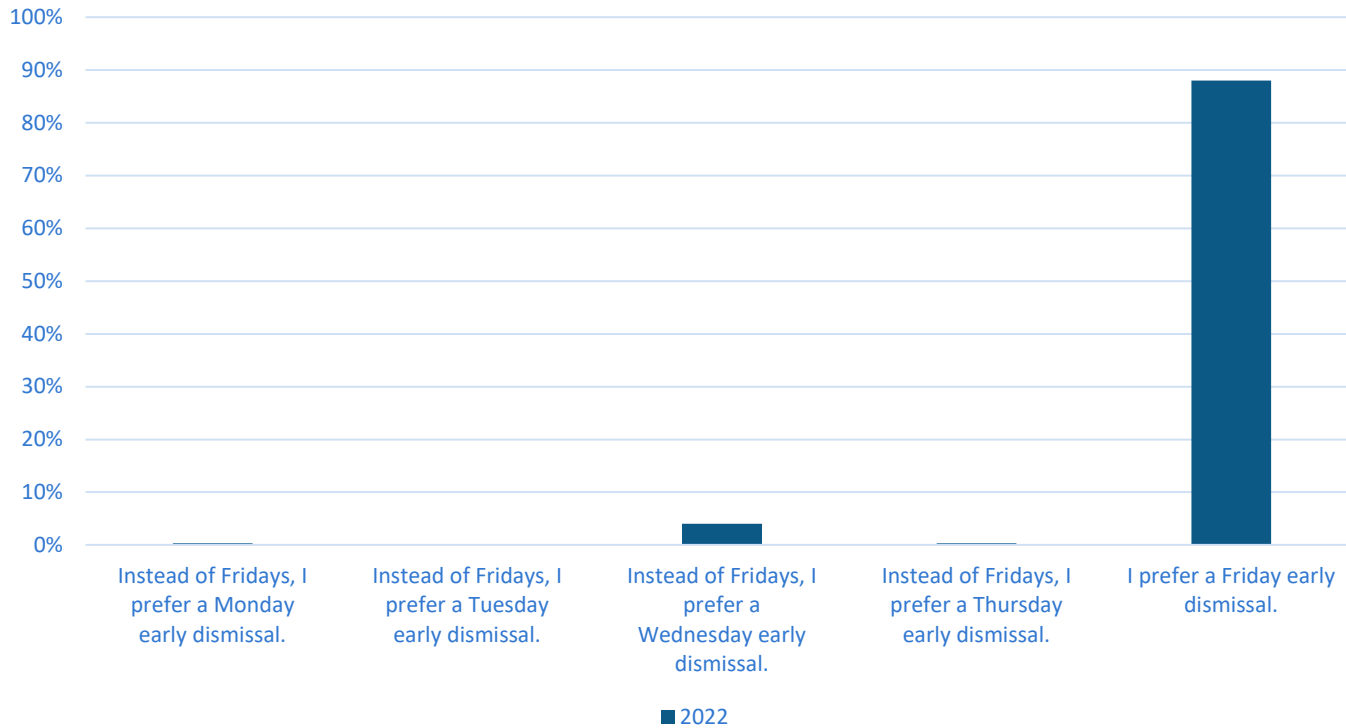 100%
90%
80%
70%
60%
50%
40%
30%
20%
10%
0%
Instead of Fridays, I
prefer a Monday
early dismissal.
Instead of Fridays, I
prefer a Tuesday
early dismissal.
Instead of Fridays, I
prefer a
Wednesday early
dismissal.
Instead of Fridays, I
prefer a Thursday
early dismissal.
I prefer a Friday early
dismissal.
2022